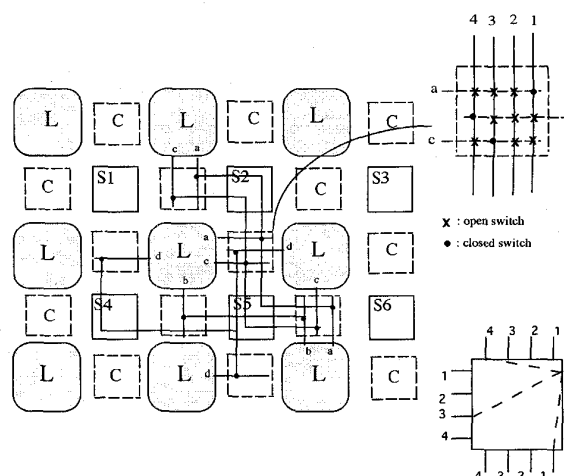 4 3 2 1
a
c
L C L C L C
c a
C S1 S2 C S3
a
L d L c d L C
b c
C S4 S5 S6
b a
L C L d L C
x : open switch
• : closed switch
4 3 2 1
1
2
3
4
4 3 2 1